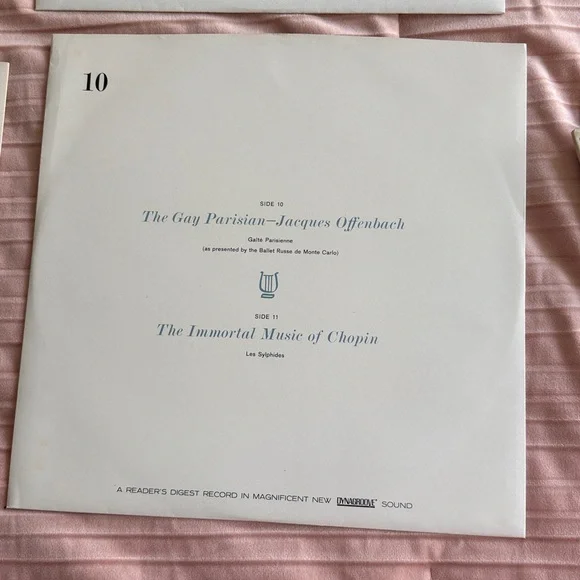 10
SIDE 10
The Gay Parisian—Jacques Offenbach
Gaîté Parisienne
(as presented by the Ballet Russe de Monte Carlo)
SIDE 11
The Immortal Music of Chopin
Les Sylphides
A READER'S DIGEST RECORD IN MAGNIFICENT NEW DYNAGROOVE SOUND